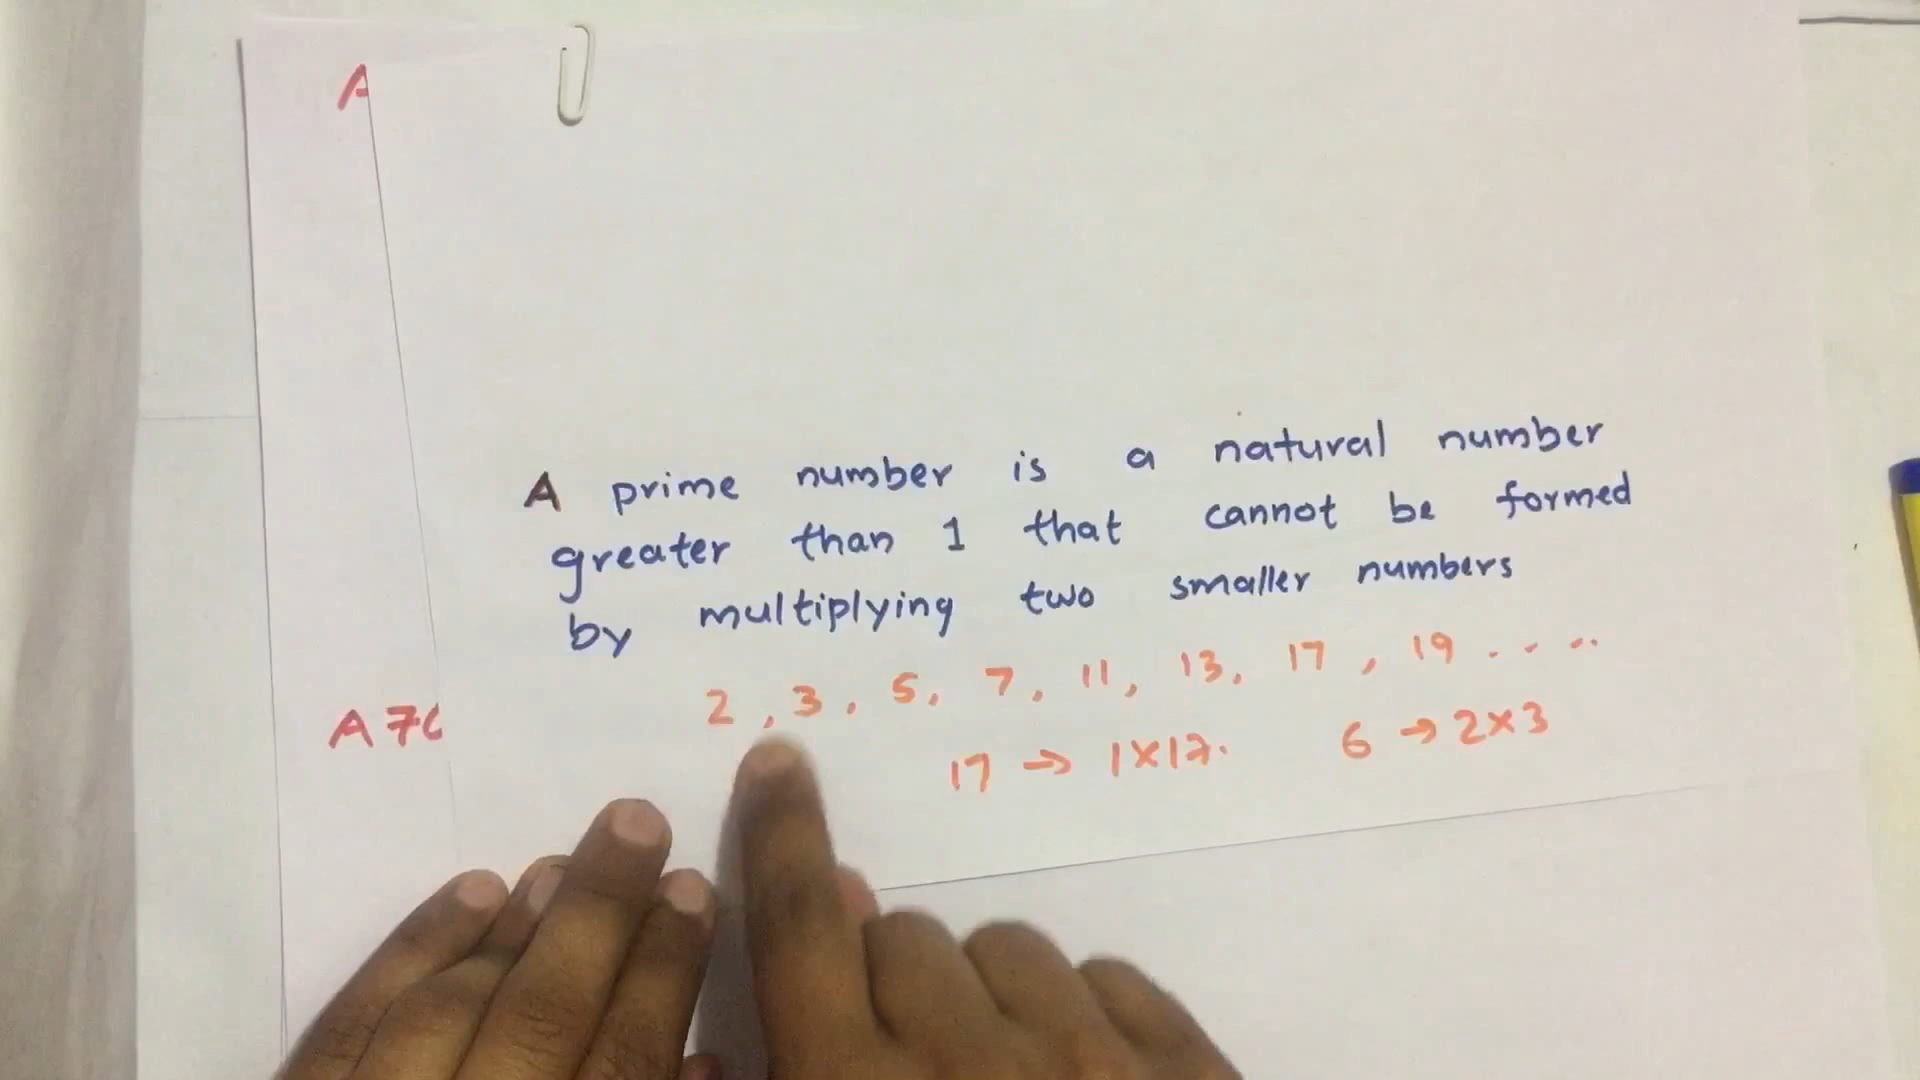 A
A prime number is a natural number
greater than 1 that cannot be formed
by multiplying two smaller numbers
2, 3, 5, 7, 11, 13, 17, 19 . . . .
17 → 1×17. 6 → 2×3
A7